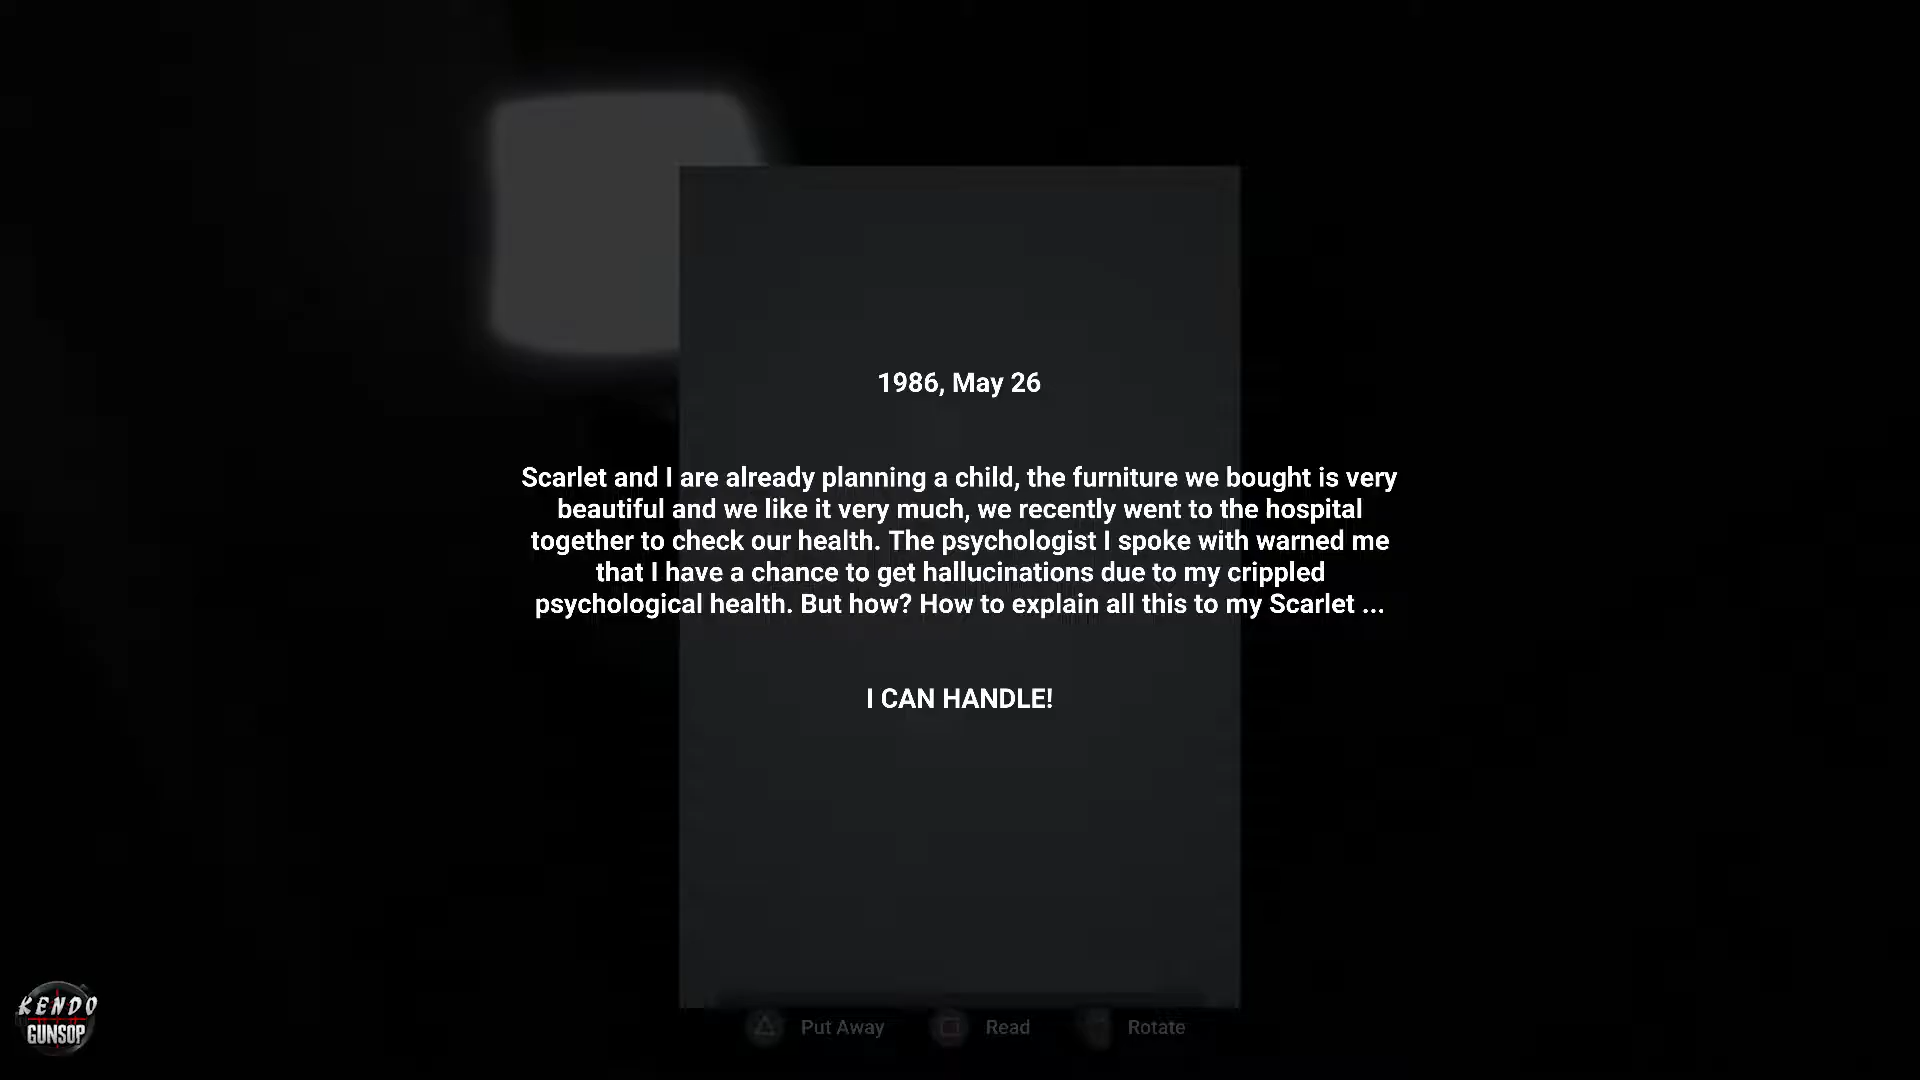 1986, May 26
Scarlet and I are already planning a child, the furniture we bought is very
beautiful and we like it very much, we recently went to the hospital
together to check our health. The psychologist I spoke with warned me
that I have a chance to get hallucinations due to my crippled
psychological health. But how? How to explain all this to my Scarlet ...
I CAN HANDLE!
Put Away Read Rotate
KENDO
GUNSOP